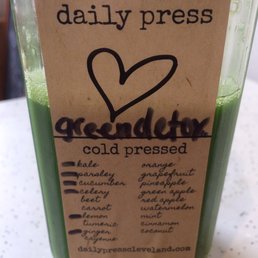 daily press
greendetox
cold pressed
kale orange
parsley grapefruit
cucumber pineapple
celery green apple
beet red apple
carrot watermelon
lemon mint
tumeric cinnamon
ginger coconut
cayenne
dailypresscleveland.com